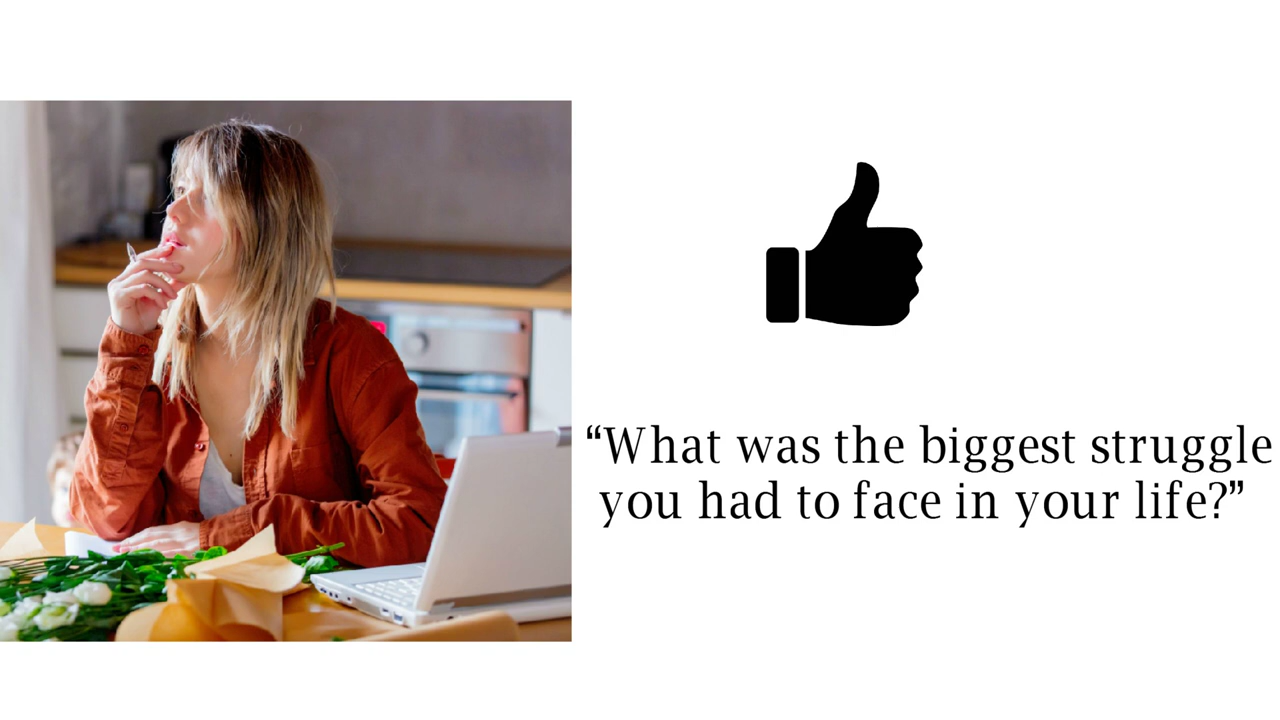 “What was the biggest struggle
you had to face in your life?”